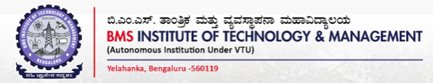 ಬಿ.ಎಂ.ಎಸ್. ತಾಂತ್ರಿಕ ಮತ್ತು ವ್ಯವಸ್ಥಾಪನ ಮಹಾವಿದ್ಯಾಲಯ
BMS INSTITUTE OF TECHNOLOGY & MANAGEMENT
(Autonomous Institution Under VTU)
Yelahanka, Bengaluru -560119